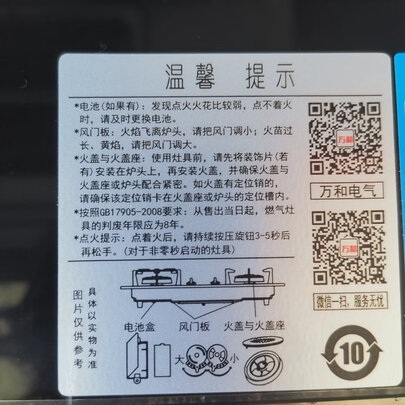 温馨 提示
*电池(如果有)：发现点火火花比较弱，点不着火
时，请及时更换电池。
*风门板：火焰飞离炉头，请把风门调小；火苗过
长、黄焰，请把风门调大。
*火盖与火盖座：使用灶具前，请先将装饰片(若
有)安装在炉头上，再安装火盖，并确保火盖与
火盖座或炉头配合紧密。如火盖有定位销的，
请确保该定位销卡在火盖座或炉头的定位槽内。
*按照GB17905-2008要求：从售出当日起，燃气灶
具的判废年限应为8年。
*点火提示：点着火后，请持续按压旋钮3-5秒后
再松手。(对于非零秒启动的灶具)
万和
万和电气
万和
微信一扫，服务无忧
图片仅供参考
具体以实物为准
电池盒 风门板 火盖与火盖座
大 小
10